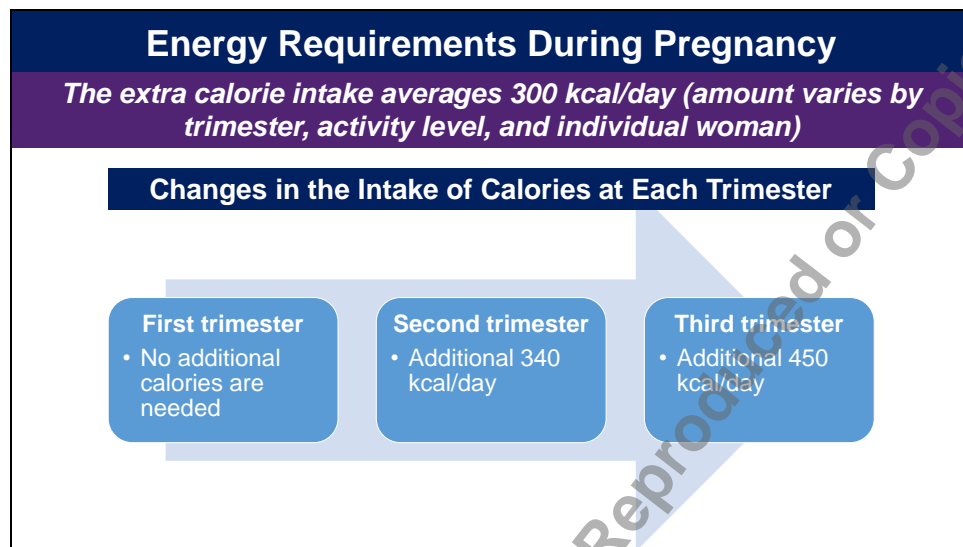 Energy Requirements During Pregnancy
The extra calorie intake averages 300 kcal/day (amount varies by
trimester, activity level, and individual woman)
Changes in the Intake of Calories at Each Trimester
First trimester
• No additional
calories are
needed
Second trimester
• Additional 340
kcal/day
Third trimester
• Additional 450
kcal/day
Reproduced or